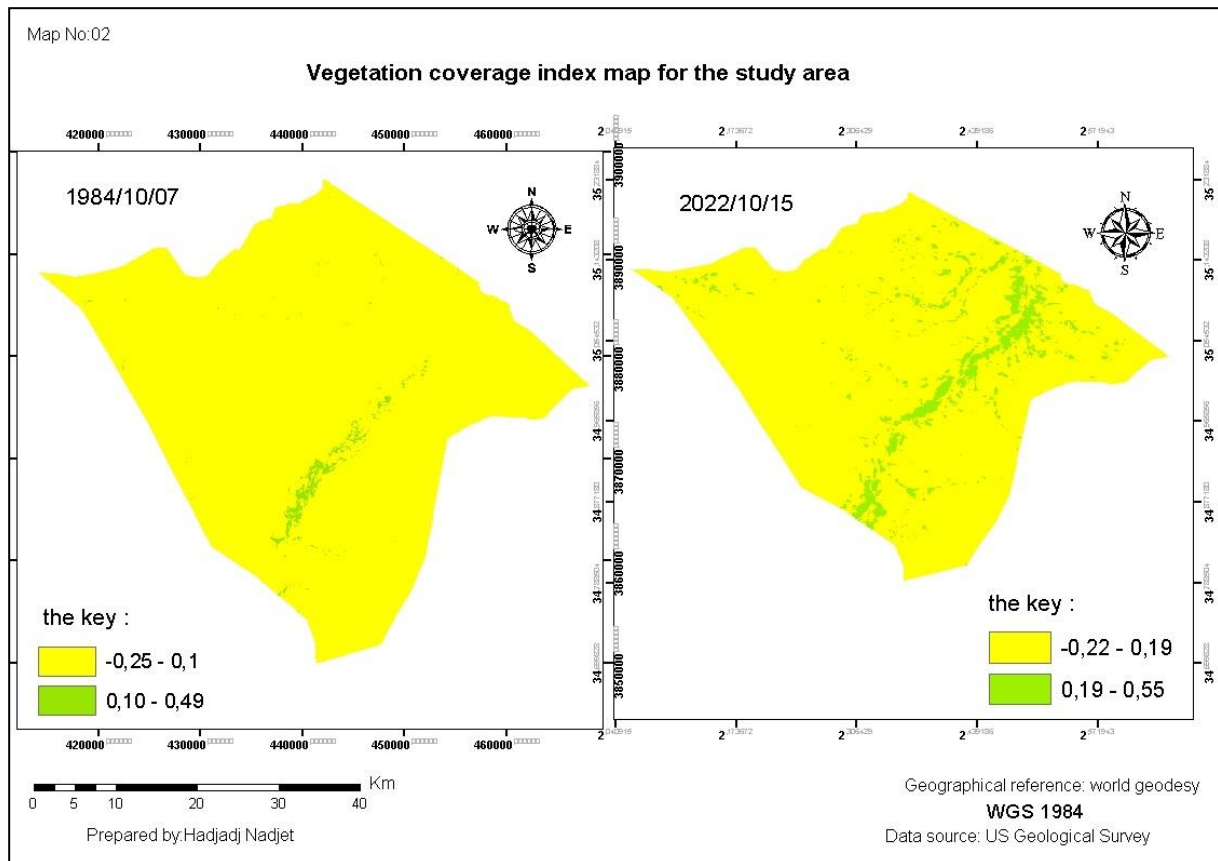 Map No:02
Vegetation coverage index map for the study area
420000 430000 440000 450000 460000
1984/10/07
N
W E
S
the key :
-0,25 - 0,1
0,10 - 0,49
420000 430000 440000 450000 460000
3900000
3890000
3880000
3870000
3860000
3850000
2022/10/15
N
W E
S
the key :
-0,22 - 0,19
0,19 - 0,55
Km
0 5 10 20 30 40
Prepared by:Hadjadj Nadjet
Geographical reference: world geodesy
WGS 1984
Data source: US Geological Survey